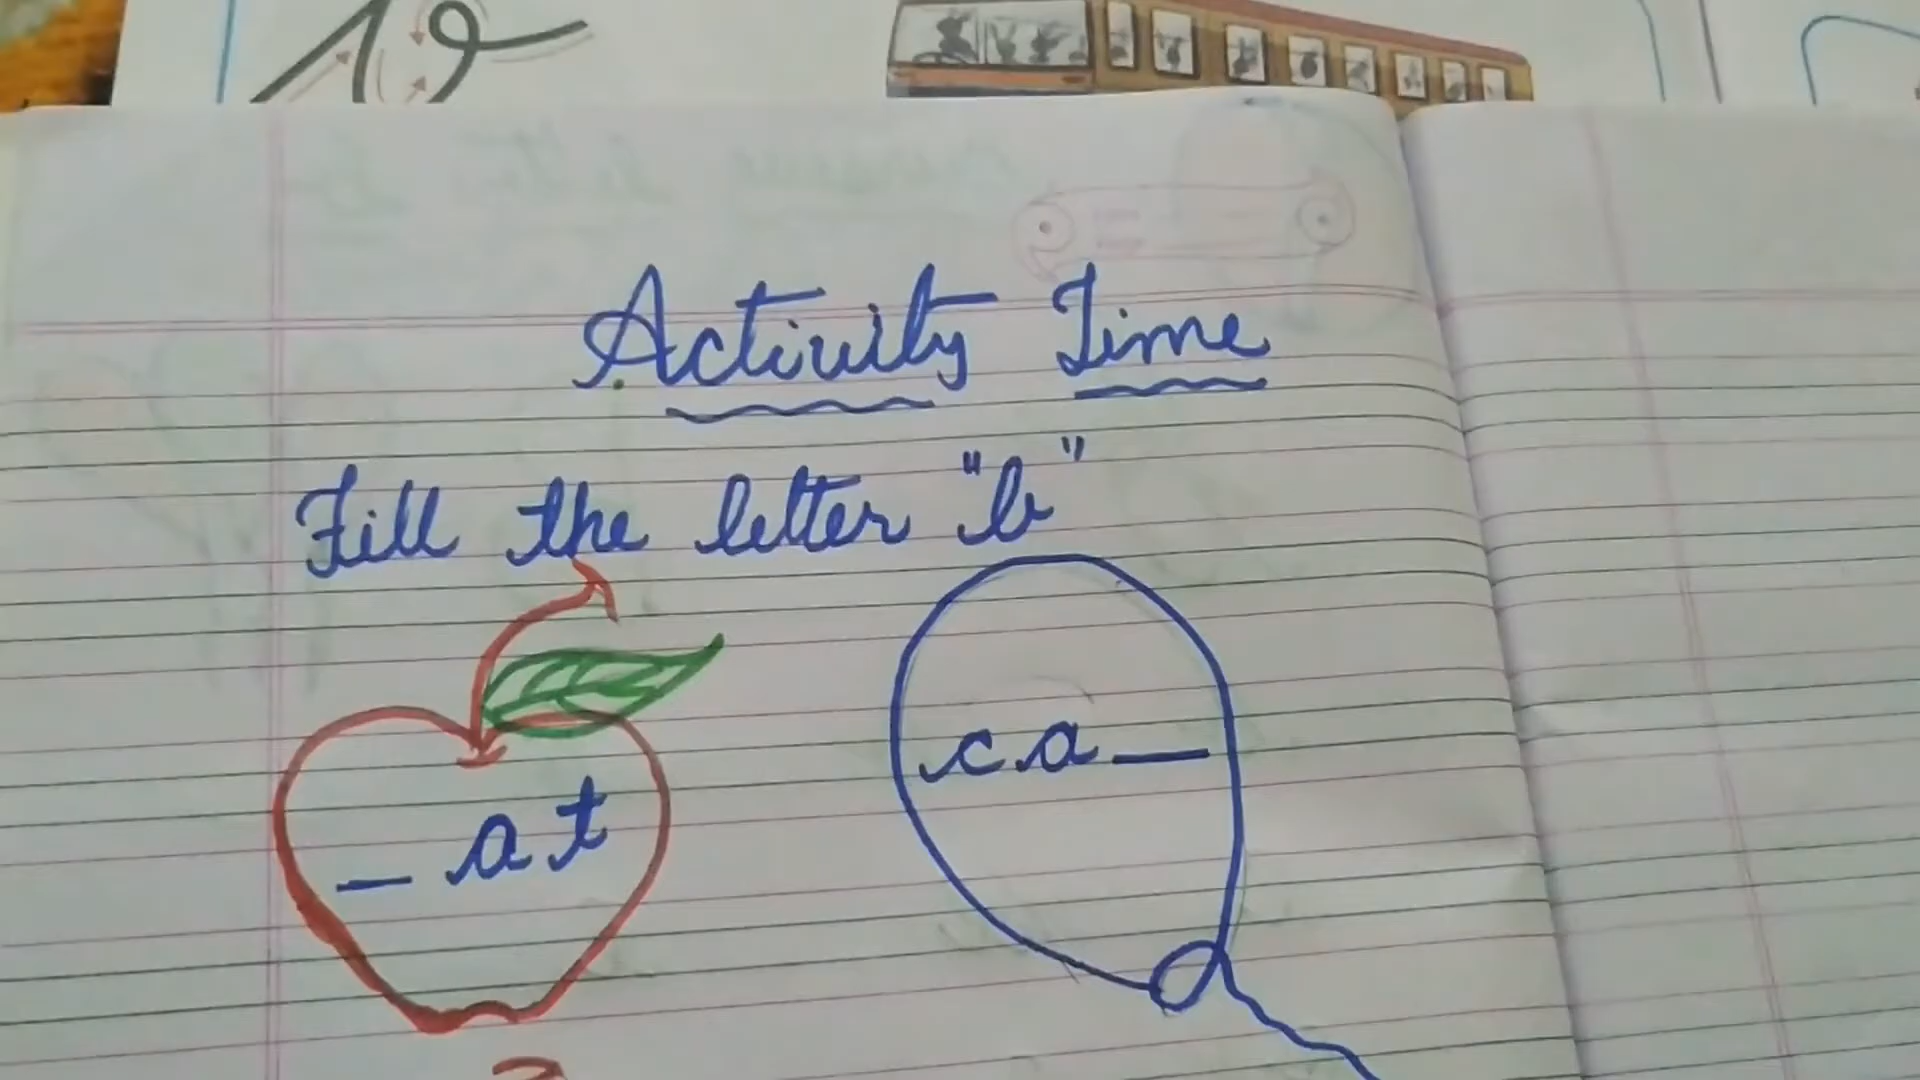 Activity Time
Fill the letter "b"
_ at
ca _